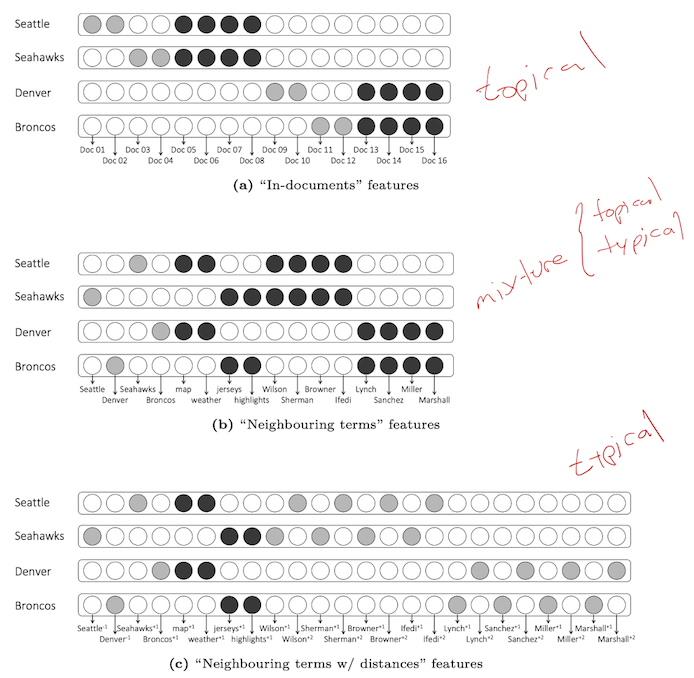 Seattle
Seahawks
topical
Denver
Broncos
Doc 01 Doc 03 Doc 05 Doc 07 Doc 09 Doc 11 Doc 13 Doc 15
Doc 02 Doc 04 Doc 06 Doc 08 Doc 10 Doc 12 Doc 14 Doc 16
(a) “In-documents” features
topical
mixture { typical
Seattle
Seahawks
Denver
Broncos
Seattle Seahawks map jerseys Wilson Browner Lynch Miller
Denver Broncos weather highlights Sherman Ifedi Sanchez Marshall
(b) “Neighbouring terms” features
typical
Seattle
Seahawks
Denver
Broncos
Seattle-1 Seahawks+1 map+1 jerseys+1 Wilson+1 Sherman+1 Browner+1 Ifedi+1 Lynch+1 Sanchez+1 Miller+1 Marshall+1
Denver-1 Broncos+1 weather+1 highlights+1 Wilson+2 Sherman+2 Browner+2 Ifedi+2 Lynch+2 Sanchez+2 Miller+2 Marshall+2
(c) “Neighbouring terms w/ distances” features